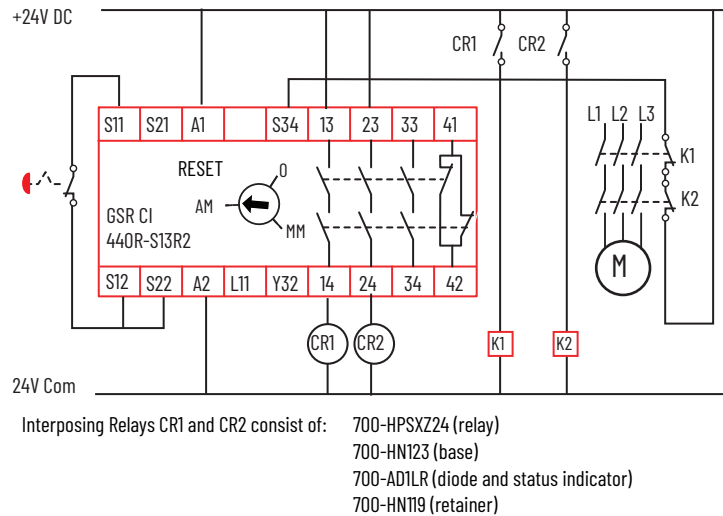 +24V DC
CR1 CR2
S11 S21 A1 S34 13 23 33 41
L1 L2 L3
RESET
0
AM
MM
K1
K2
GSR CI
440R-S13R2
M
S12 S22 A2 L11 Y32 14 24 34 42
CR1 CR2 K1 K2
24V Com
Interposing Relays CR1 and CR2 consist of: 700-HPSXZ24 (relay)
700-HN123 (base)
700-AD1LR (diode and status indicator)
700-HN119 (retainer)